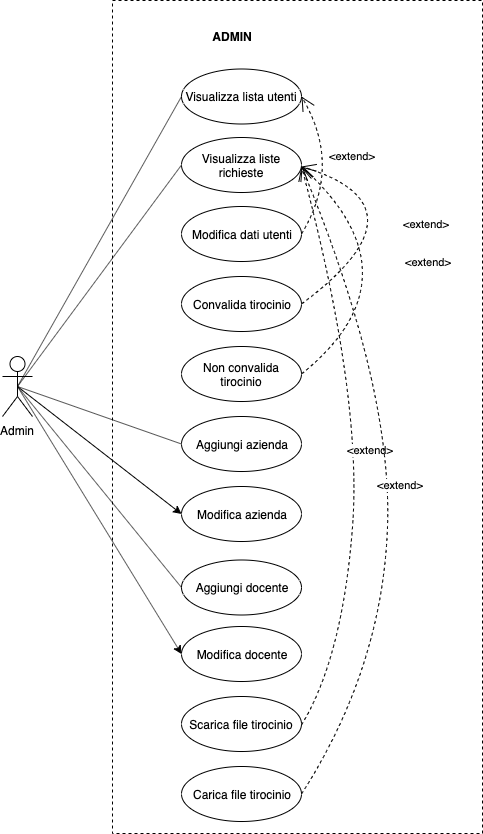 ADMIN
Visualizza lista utenti
<extend>
Visualizza liste
richieste
Modifica dati utenti
<extend>
<extend>
Convalida tirocinio
Non convalida
tirocinio
Admin
Aggiungi azienda
<extend>
<extend>
Modifica azienda
Aggiungi docente
Modifica docente
Scarica file tirocinio
Carica file tirocinio